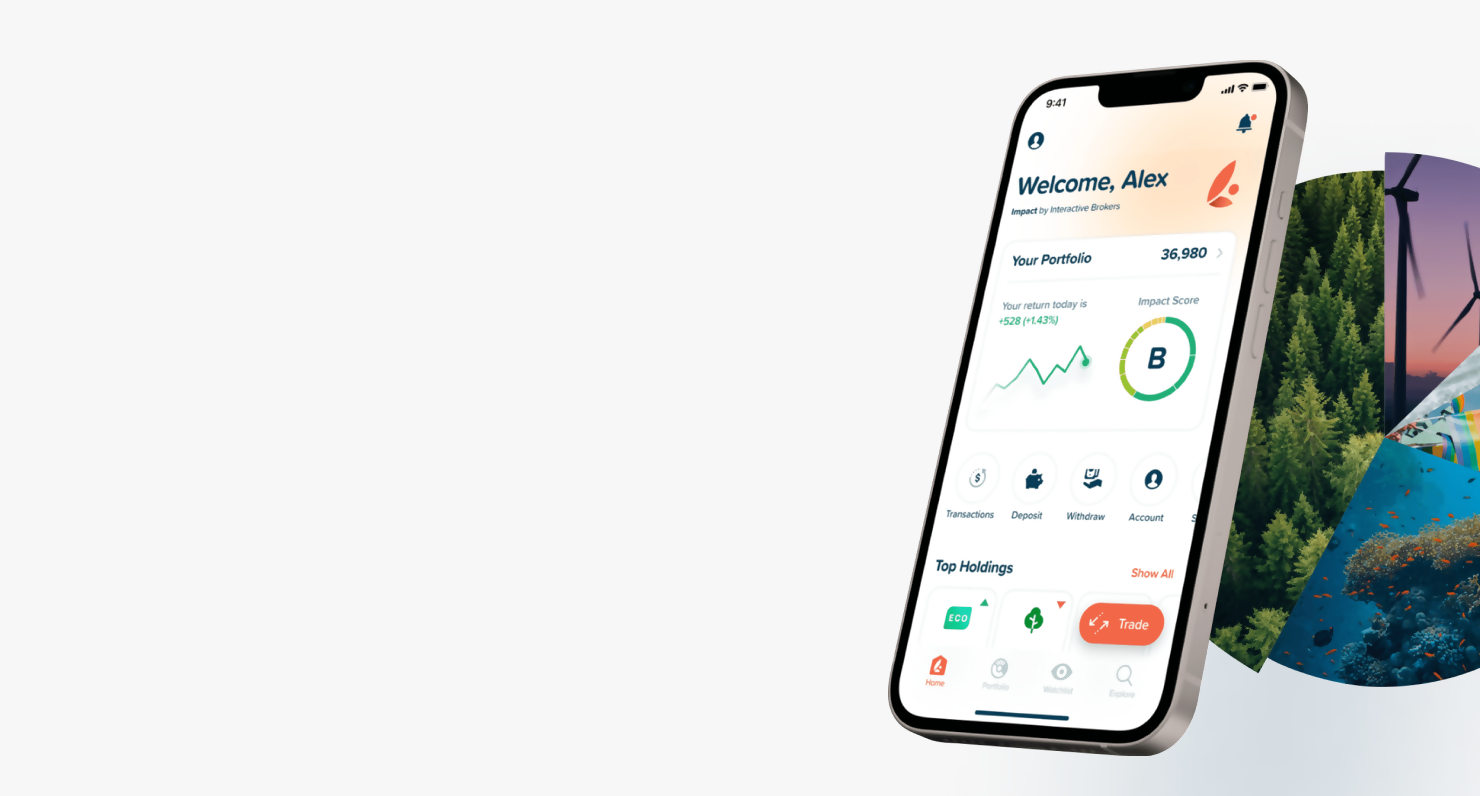 9:41
Welcome, Alex
Impact by Interactive Brokers
Your Portfolio 36,980
Your return today is
+528 (+1.43%)
Impact Score
B
$
Transactions Deposit Withdraw Account S
Top Holdings Show All
ECO
Trade
Home Portfolio Watchlist Explore